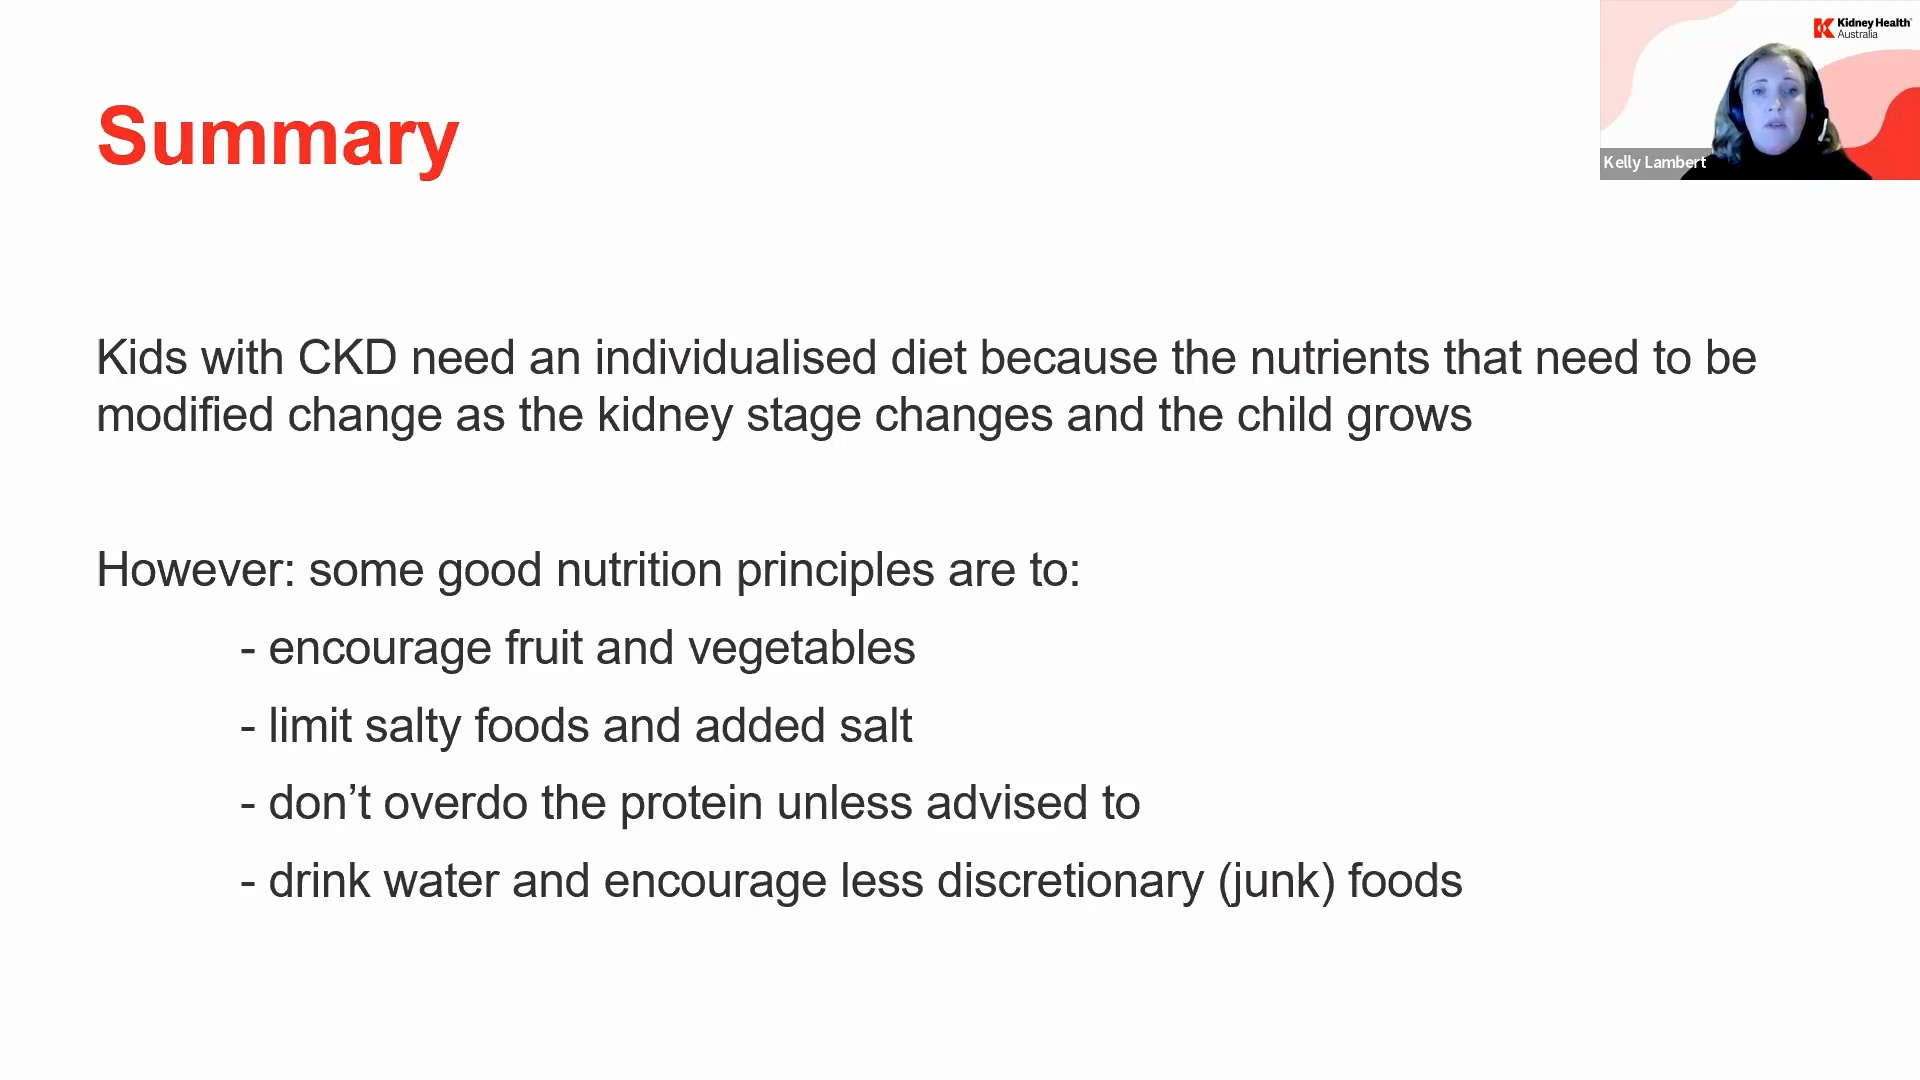 Kidney Health
Australia
Kelly Lambert
Summary
Kids with CKD need an individualised diet because the nutrients that need to be
modified change as the kidney stage changes and the child grows
However: some good nutrition principles are to:
- encourage fruit and vegetables
- limit salty foods and added salt
- don’t overdo the protein unless advised to
- drink water and encourage less discretionary (junk) foods